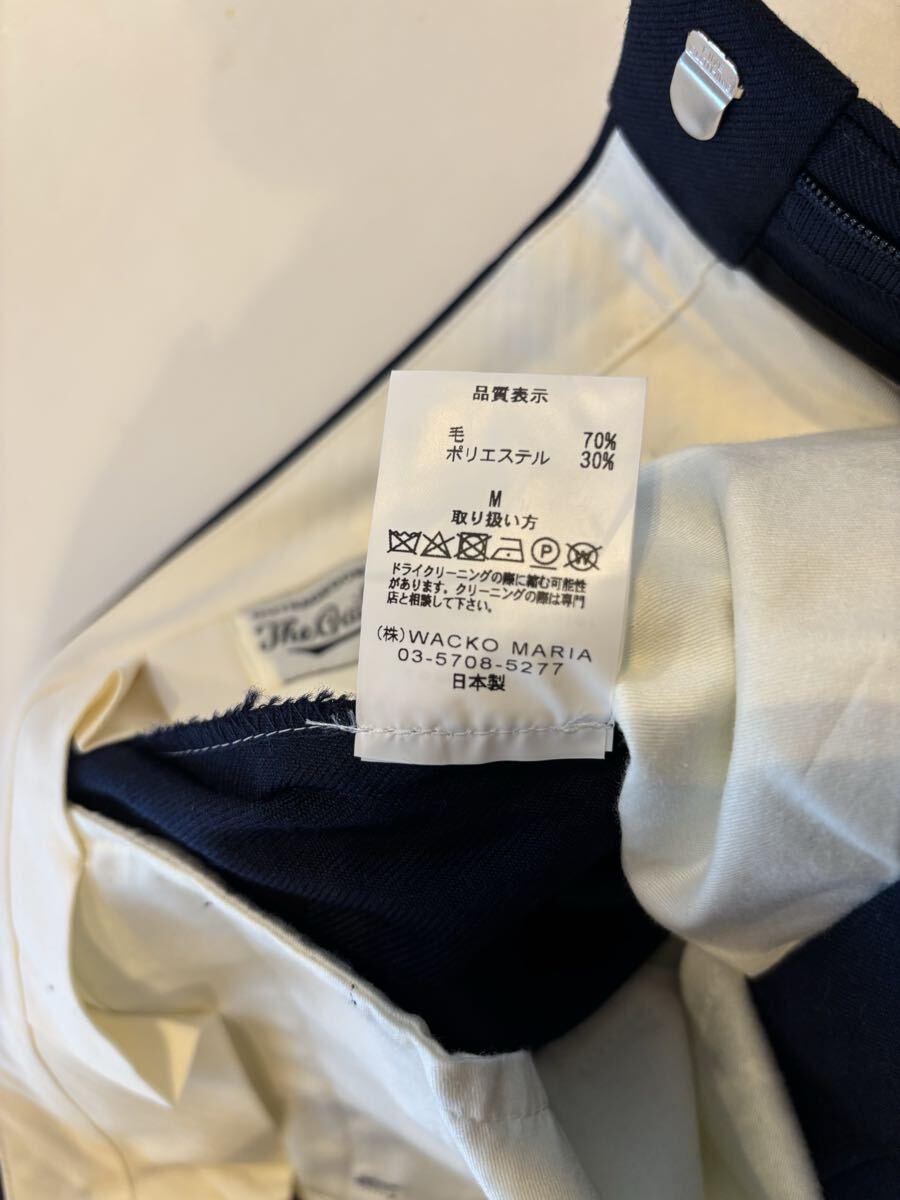 品質表示
毛 70%
ポリエステル 30%
M
取り扱い方
P W
ドライクリーニングの際に縮む可能性
があります。クリーニングの際は専門
店と相談して下さい。
(株)WACKO MARIA
03-5708-5277
日本製
The